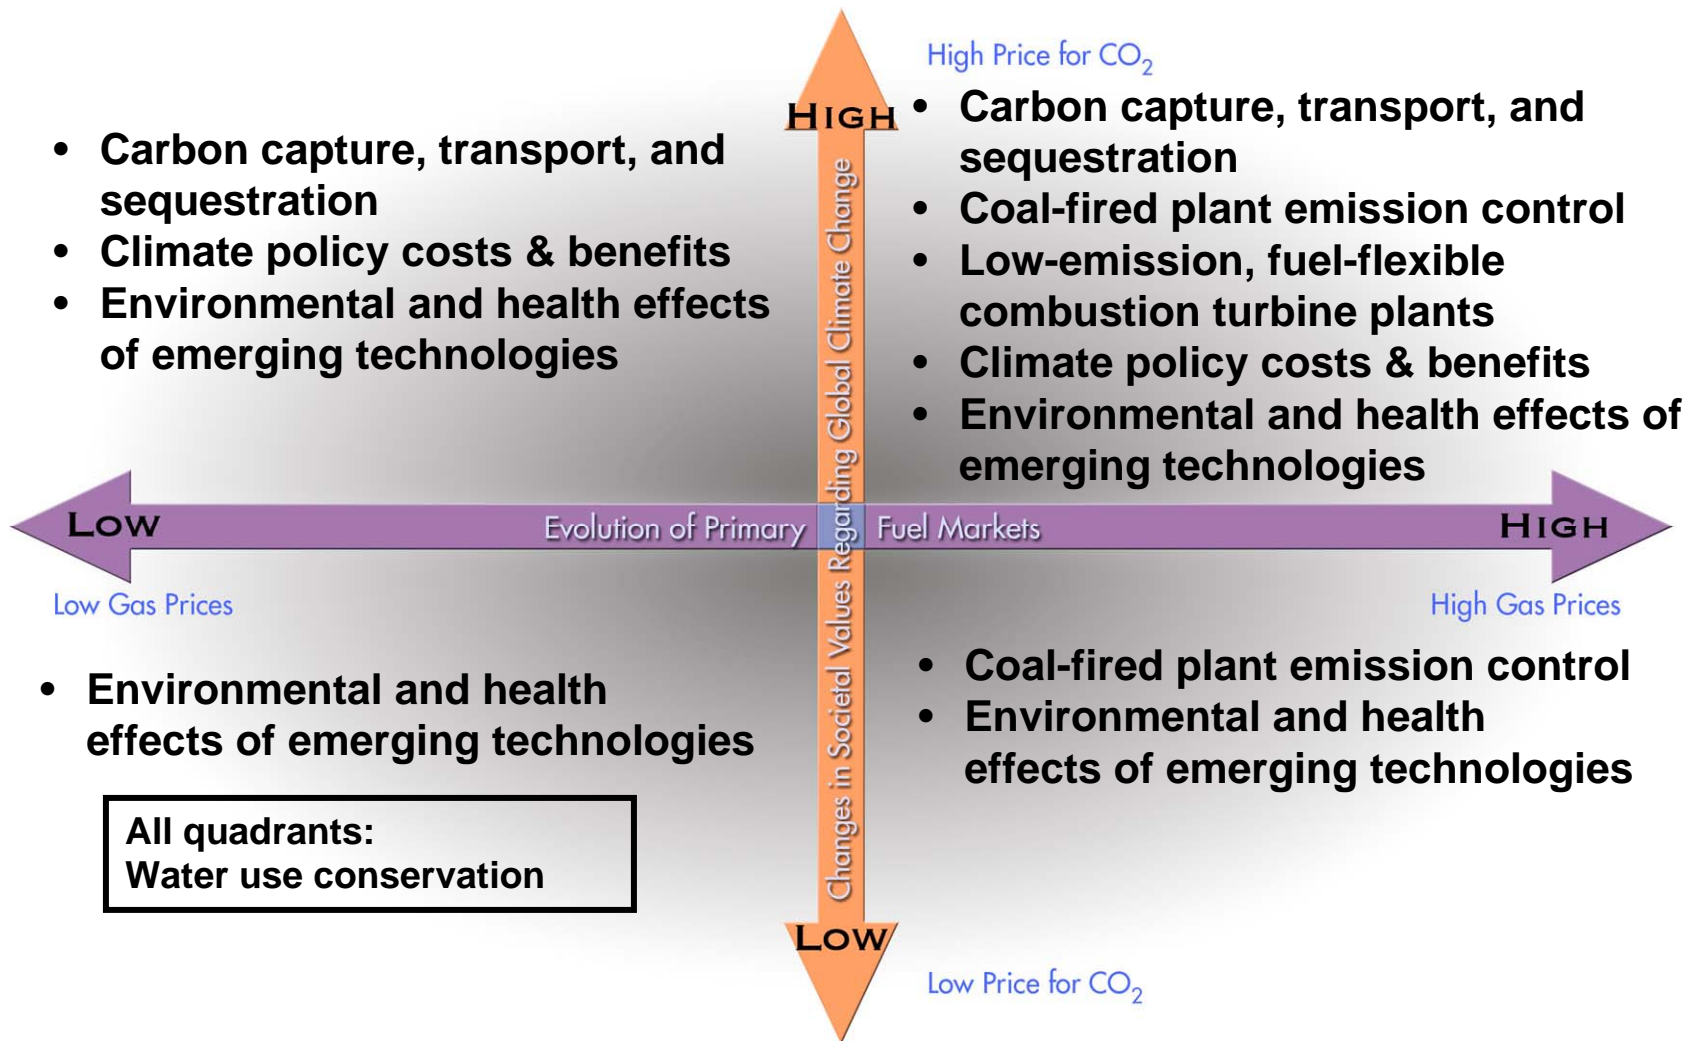 High Price for CO₂
HIGH
• Carbon capture, transport, and
sequestration
• Climate policy costs & benefits
• Environmental and health effects
of emerging technologies
• Carbon capture, transport, and
sequestration
• Coal-fired plant emission control
• Low-emission, fuel-flexible
combustion turbine plants
• Climate policy costs & benefits
• Environmental and health effects of
emerging technologies
Changes in Societal Values Regarding Global Climate Change
LOW
Evolution of Primary Fuel Markets
HIGH
Low Gas Prices
High Gas Prices
• Environmental and health
effects of emerging technologies
• Coal-fired plant emission control
• Environmental and health
effects of emerging technologies
All quadrants:
Water use conservation
LOW
Low Price for CO₂